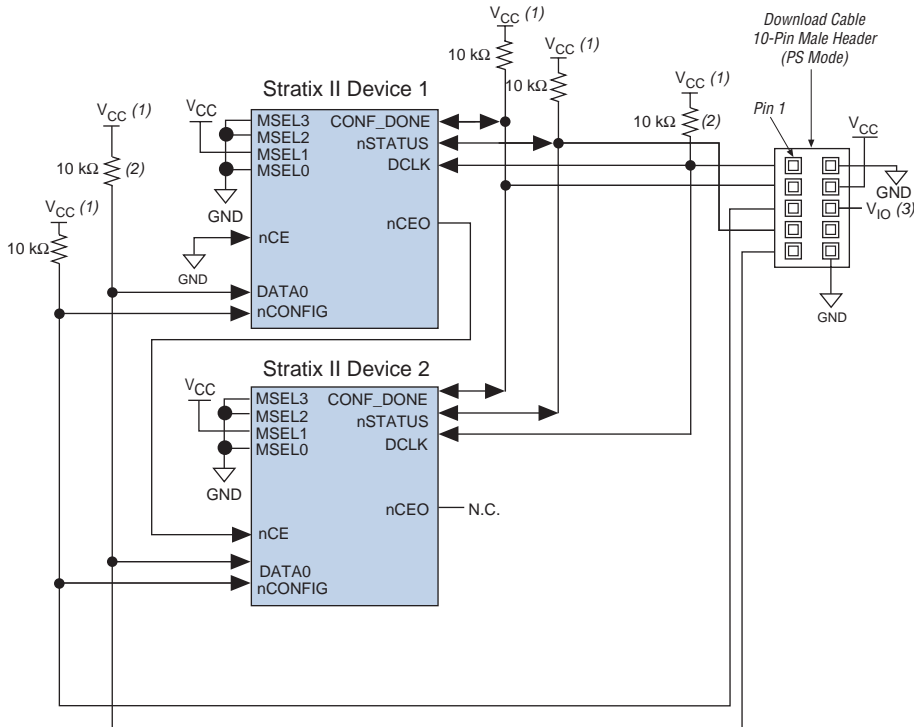 Download Cable
10-Pin Male Header
(PS Mode)
VCC (1)
10 kΩ
VCC (1)
10 kΩ
VCC (1)
10 kΩ (2)
Pin 1
VCC
GND
VIO (3)
GND
VCC (1)
10 kΩ (2)
VCC (1)
10 kΩ
Stratix II Device 1
VCC
MSEL3
MSEL2
MSEL1
MSEL0
GND
CONF_DONE
nSTATUS
DCLK
nCEO
nCE
GND
DATA0
nCONFIG
Stratix II Device 2
VCC
MSEL3
MSEL2
MSEL1
MSEL0
GND
CONF_DONE
nSTATUS
DCLK
nCEO
N.C.
nCE
DATA0
nCONFIG